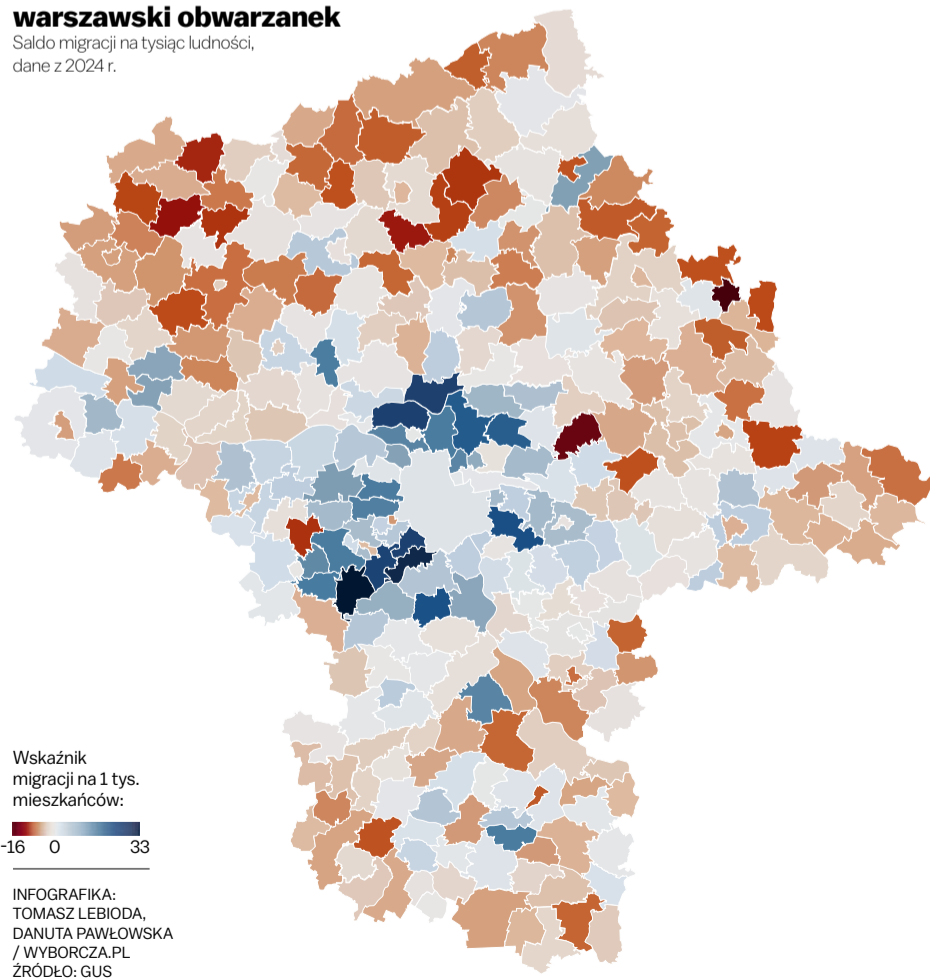 warszawski obwarzanek
Saldo migracji na tysiąc ludności,
dane z 2024 r.
Wskaźnik
migracji na 1 tys.
mieszkańców:
-16 0 33
INFOGRAFIKA:
TOMASZ LEBIODA,
DANUTA PAWŁOWSKA
/ WYBORCZA.PL
ŹRÓDŁO: GUS